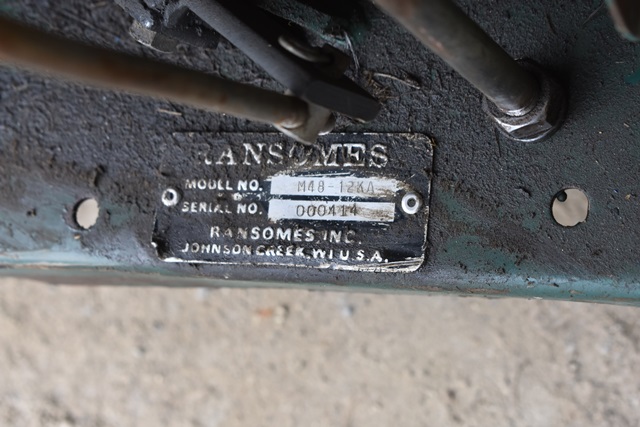 RANSOMES
MODEL NO. M48-12KA
SERIAL NO. 000414
RANSOMES INC.
JOHNSON CREEK, WI U.S.A.